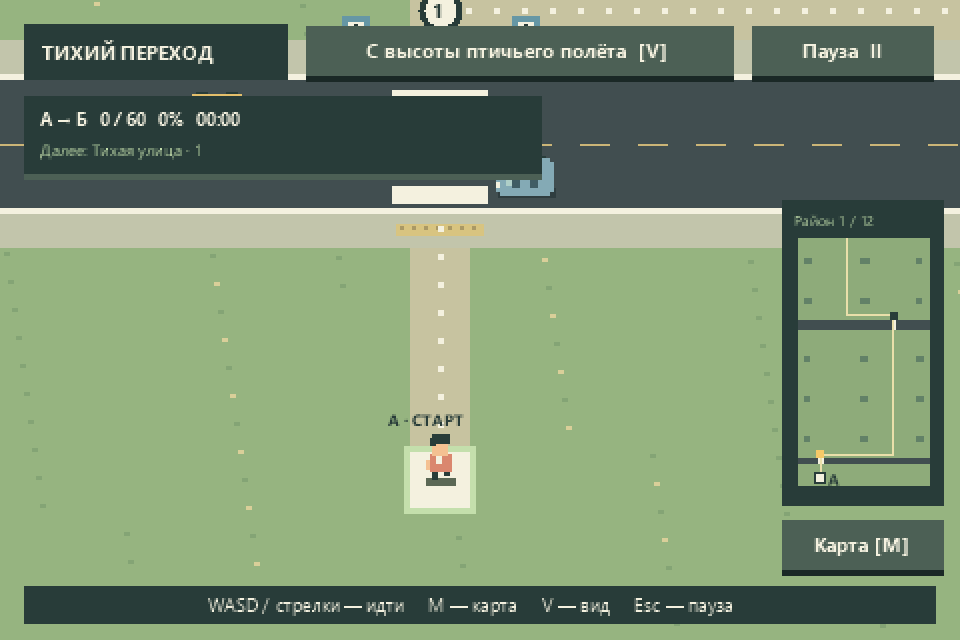 1
ТИХИЙ ПЕРЕХОД
С высоты птичьего полёта [V]
Пауза II
А — Б 0 / 60 0% 00:00
Далее: Тихая улица · 1
Район 1 / 12
А
А · СТАРТ
Карта [M]
WASD / стрелки — идти M — карта V — вид Esc — пауза